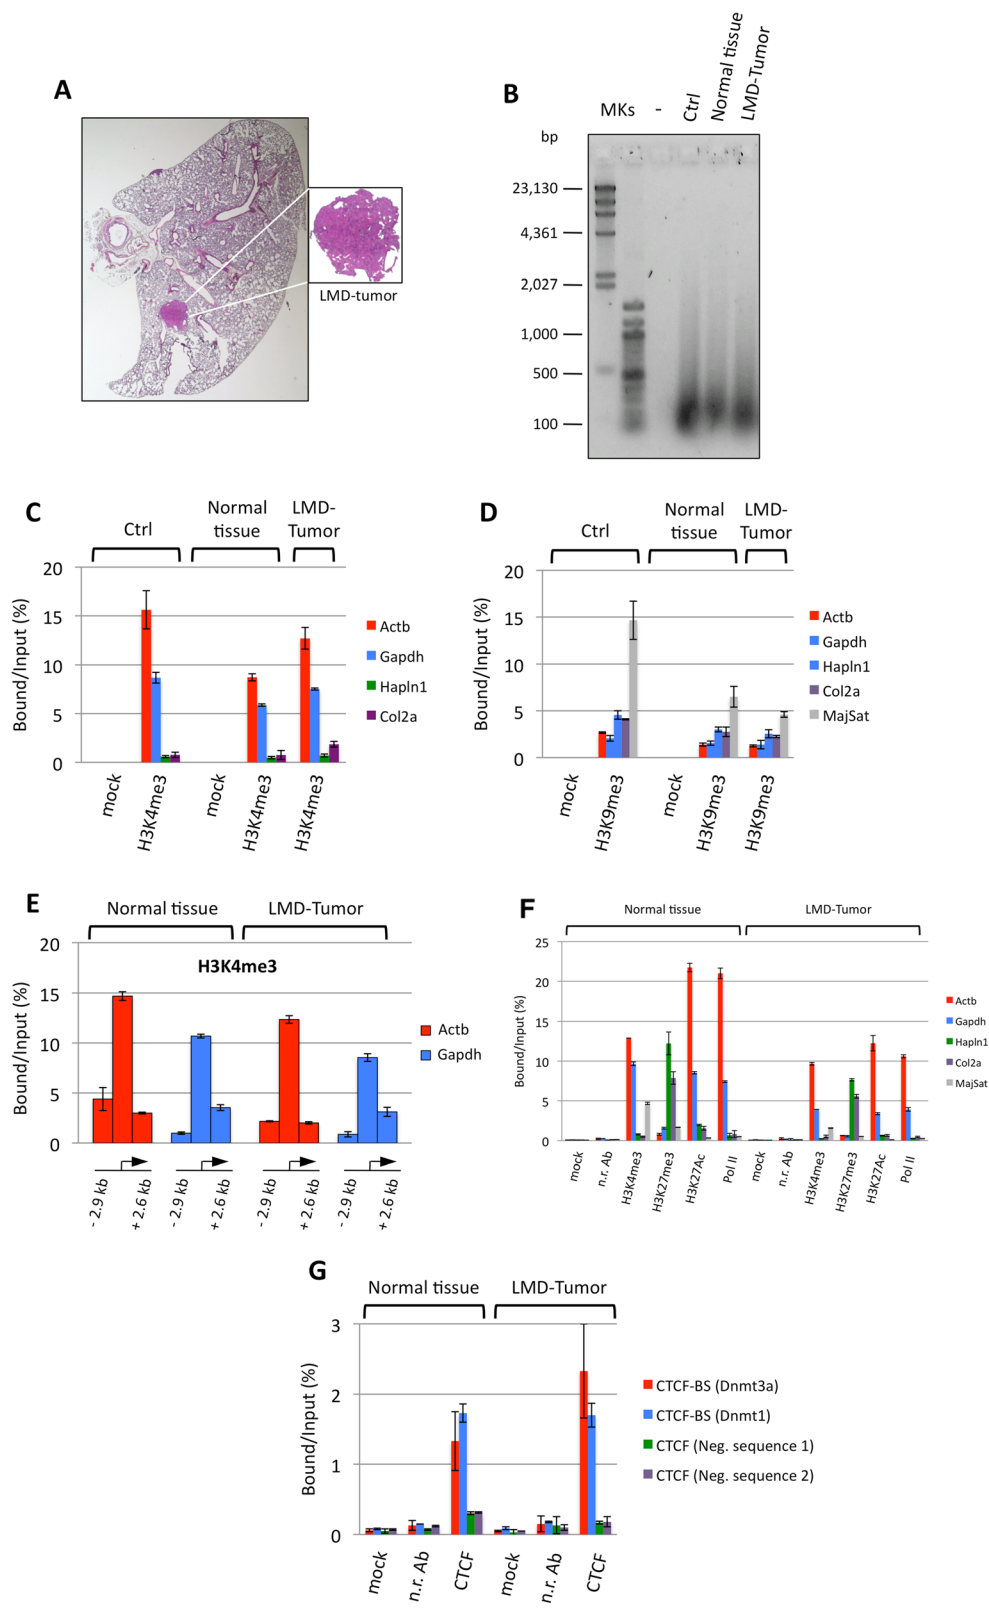 A
LMD-tumor
B
MKs - Ctrl Normal tissue LMD-Tumor
bp
23,130
4,361
2,027
1,000
500
100
C
Ctrl Normal tissue LMD-Tumor
Bound/Input (%)
20
15
10
5
0
mock H3K4me3 mock H3K4me3 H3K4me3
Actb
Gapdh
Hapln1
Col2a
D
Ctrl Normal tissue LMD-Tumor
Bound/Input (%)
20
15
10
5
0
mock H3K9me3 mock H3K9me3 H3K9me3
Actb
Gapdh
Hapln1
Col2a
MajSat
E
Normal tissue LMD-Tumor
H3K4me3
Bound/Input (%)
20
15
10
5
0
- 2.9 kb + 2.6 kb - 2.9 kb + 2.6 kb - 2.9 kb + 2.6 kb - 2.9 kb + 2.6 kb
Actb
Gapdh
F
Normal tissue LMD-Tumor
Bound/Input (%)
25
20
15
10
5
0
mock n.r. Ab H3K4me3 H3K27me3 H3K27Ac Pol II mock n.r. Ab H3K4me3 H3K27me3 H3K27Ac Pol II
Actb
Gapdh
Hapln1
Col2a
MajSat
G
Normal tissue LMD-Tumor
Bound/Input (%)
3
2
1
0
mock n.r. Ab CTCF mock n.r. Ab CTCF
CTCF-BS (Dnmt3a)
CTCF-BS (Dnmt1)
CTCF (Neg. sequence 1)
CTCF (Neg. sequence 2)